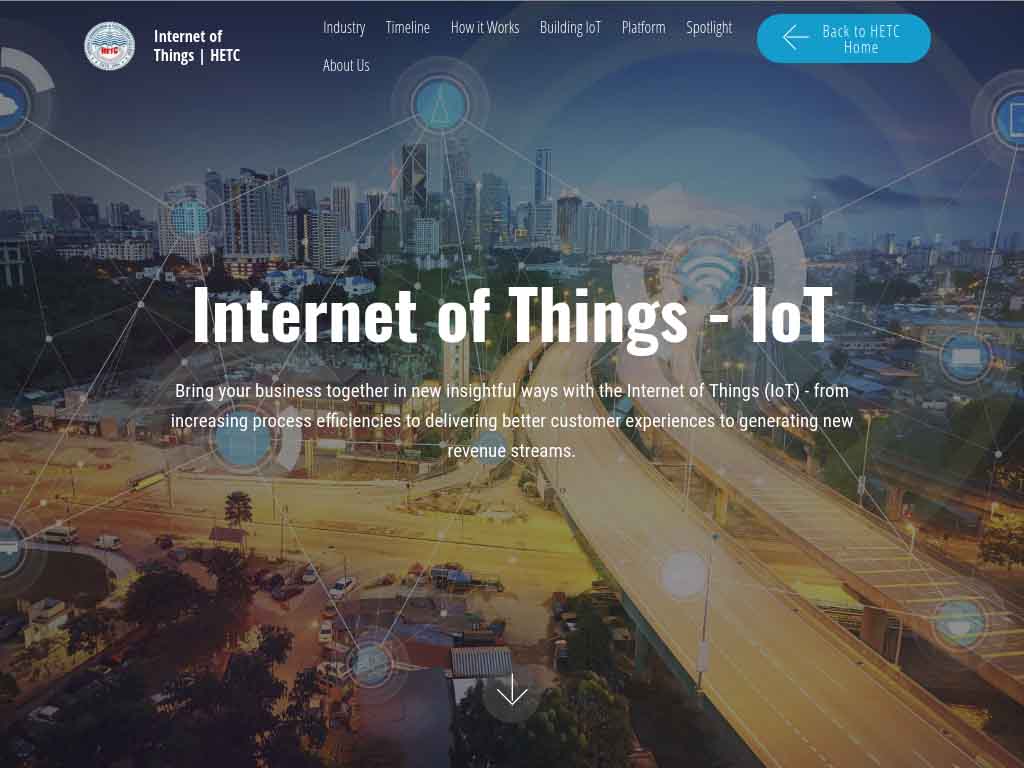 Internet of
Things | HETC
Industry
Timeline
How it Works
Building IoT
Platform
Spotlight
About Us
Back to HETC
Home
HETC
Internet of Things - IoT
Bring your business together in new insightful ways with the Internet of Things (IoT) - from
increasing process efficiencies to delivering better customer experiences to generating new
revenue streams.